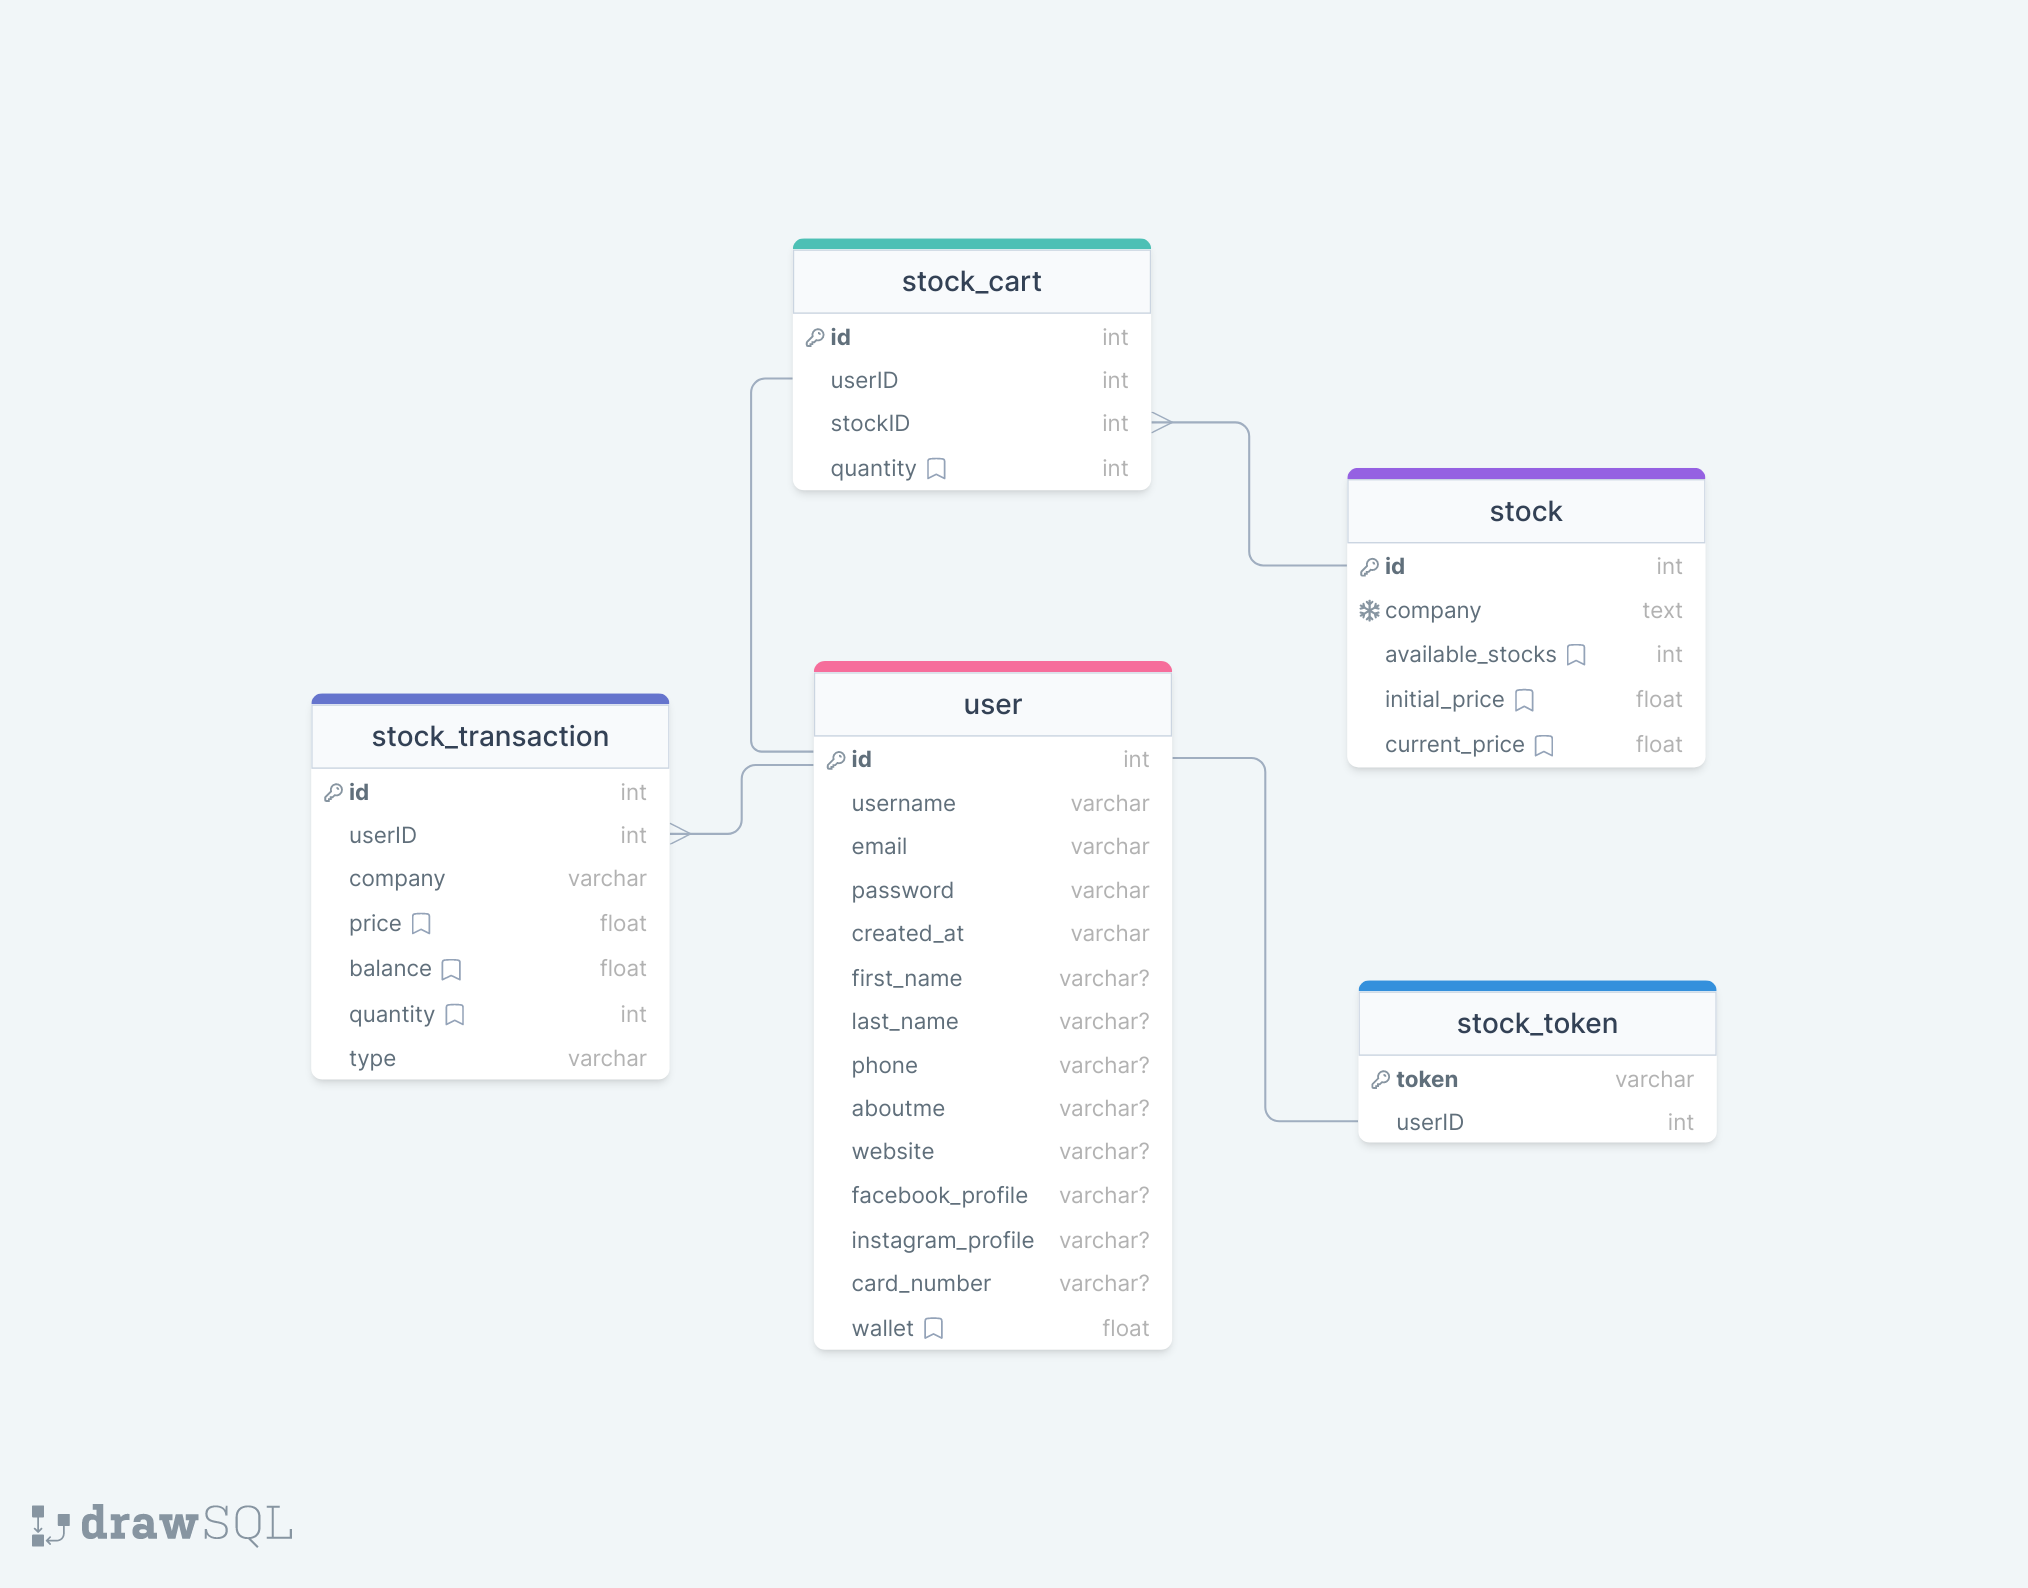 stock_cart
id int
userID int
stockID int
quantity int
stock
id int
company text
available_stocks int
initial_price float
current_price float
stock_transaction
id int
userID int
company varchar
price float
balance float
quantity int
type varchar
user
id int
username varchar
email varchar
password varchar
created_at varchar
first_name varchar?
last_name varchar?
phone varchar?
aboutme varchar?
website varchar?
facebook_profile varchar?
instagram_profile varchar?
card_number varchar?
wallet float
stock_token
token varchar
userID int
drawSQL